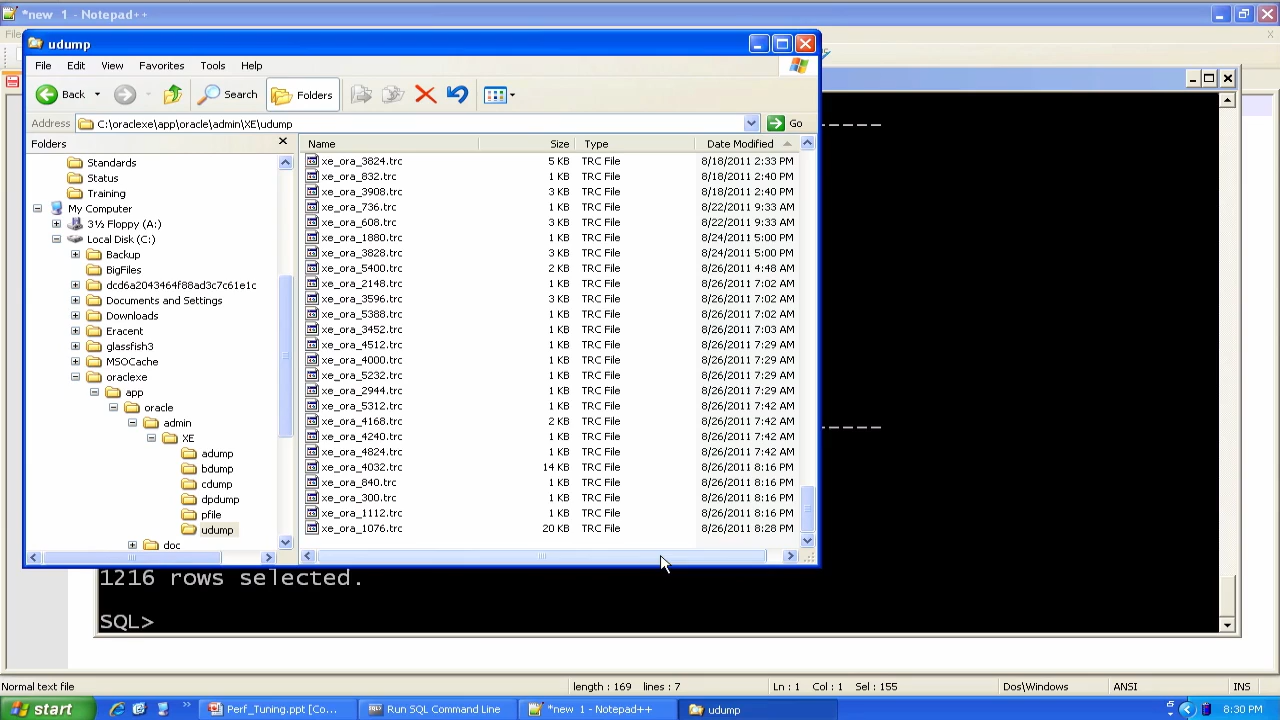 *new 1 - Notepad++
udump
File Edit View Favorites Tools Help
Back Search Folders
Address C:\oraclexe\app\oracle\admin\XE\udump Go
Folders
Name Size Type Date Modified
Standards
Status
Training
My Computer
3½ Floppy (A:)
Local Disk (C:)
Backup
BigFiles
dcd6a2043464f88ad3c7c61e1c
Documents and Settings
Downloads
Eracent
glassfish3
MSOCache
oraclexe
app
oracle
admin
XE
adump
bdump
cdump
dpdump
pfile
udump
doc
xe_ora_3824.trc 5 KB TRC File 8/18/2011 2:33 PM
xe_ora_832.trc 1 KB TRC File 8/18/2011 2:40 PM
xe_ora_3908.trc 3 KB TRC File 8/18/2011 2:40 PM
xe_ora_736.trc 1 KB TRC File 8/22/2011 9:33 AM
xe_ora_608.trc 3 KB TRC File 8/22/2011 9:33 AM
xe_ora_1880.trc 1 KB TRC File 8/24/2011 5:00 PM
xe_ora_3828.trc 3 KB TRC File 8/24/2011 5:00 PM
xe_ora_5400.trc 2 KB TRC File 8/26/2011 4:48 AM
xe_ora_2148.trc 1 KB TRC File 8/26/2011 7:02 AM
xe_ora_3596.trc 3 KB TRC File 8/26/2011 7:02 AM
xe_ora_5388.trc 1 KB TRC File 8/26/2011 7:02 AM
xe_ora_3452.trc 1 KB TRC File 8/26/2011 7:03 AM
xe_ora_4512.trc 1 KB TRC File 8/26/2011 7:29 AM
xe_ora_4000.trc 1 KB TRC File 8/26/2011 7:29 AM
xe_ora_5232.trc 1 KB TRC File 8/26/2011 7:29 AM
xe_ora_2944.trc 1 KB TRC File 8/26/2011 7:29 AM
xe_ora_5312.trc 1 KB TRC File 8/26/2011 7:42 AM
xe_ora_4168.trc 2 KB TRC File 8/26/2011 7:42 AM
xe_ora_4240.trc 1 KB TRC File 8/26/2011 7:42 AM
xe_ora_4824.trc 1 KB TRC File 8/26/2011 7:42 AM
xe_ora_4032.trc 14 KB TRC File 8/26/2011 8:16 PM
xe_ora_840.trc 1 KB TRC File 8/26/2011 8:16 PM
xe_ora_300.trc 1 KB TRC File 8/26/2011 8:16 PM
xe_ora_1112.trc 1 KB TRC File 8/26/2011 8:16 PM
xe_ora_1076.trc 20 KB TRC File 8/26/2011 8:28 PM
1216 rows selected.
SQL>
Normal text file length : 169 lines : 7 Ln : 1 Col : 1 Sel : 155 Dos\Windows ANSI INS
start Perf_Tuning.ppt [Co... Run SQL Command Line *new 1 - Notepad++ udump 8:30 PM